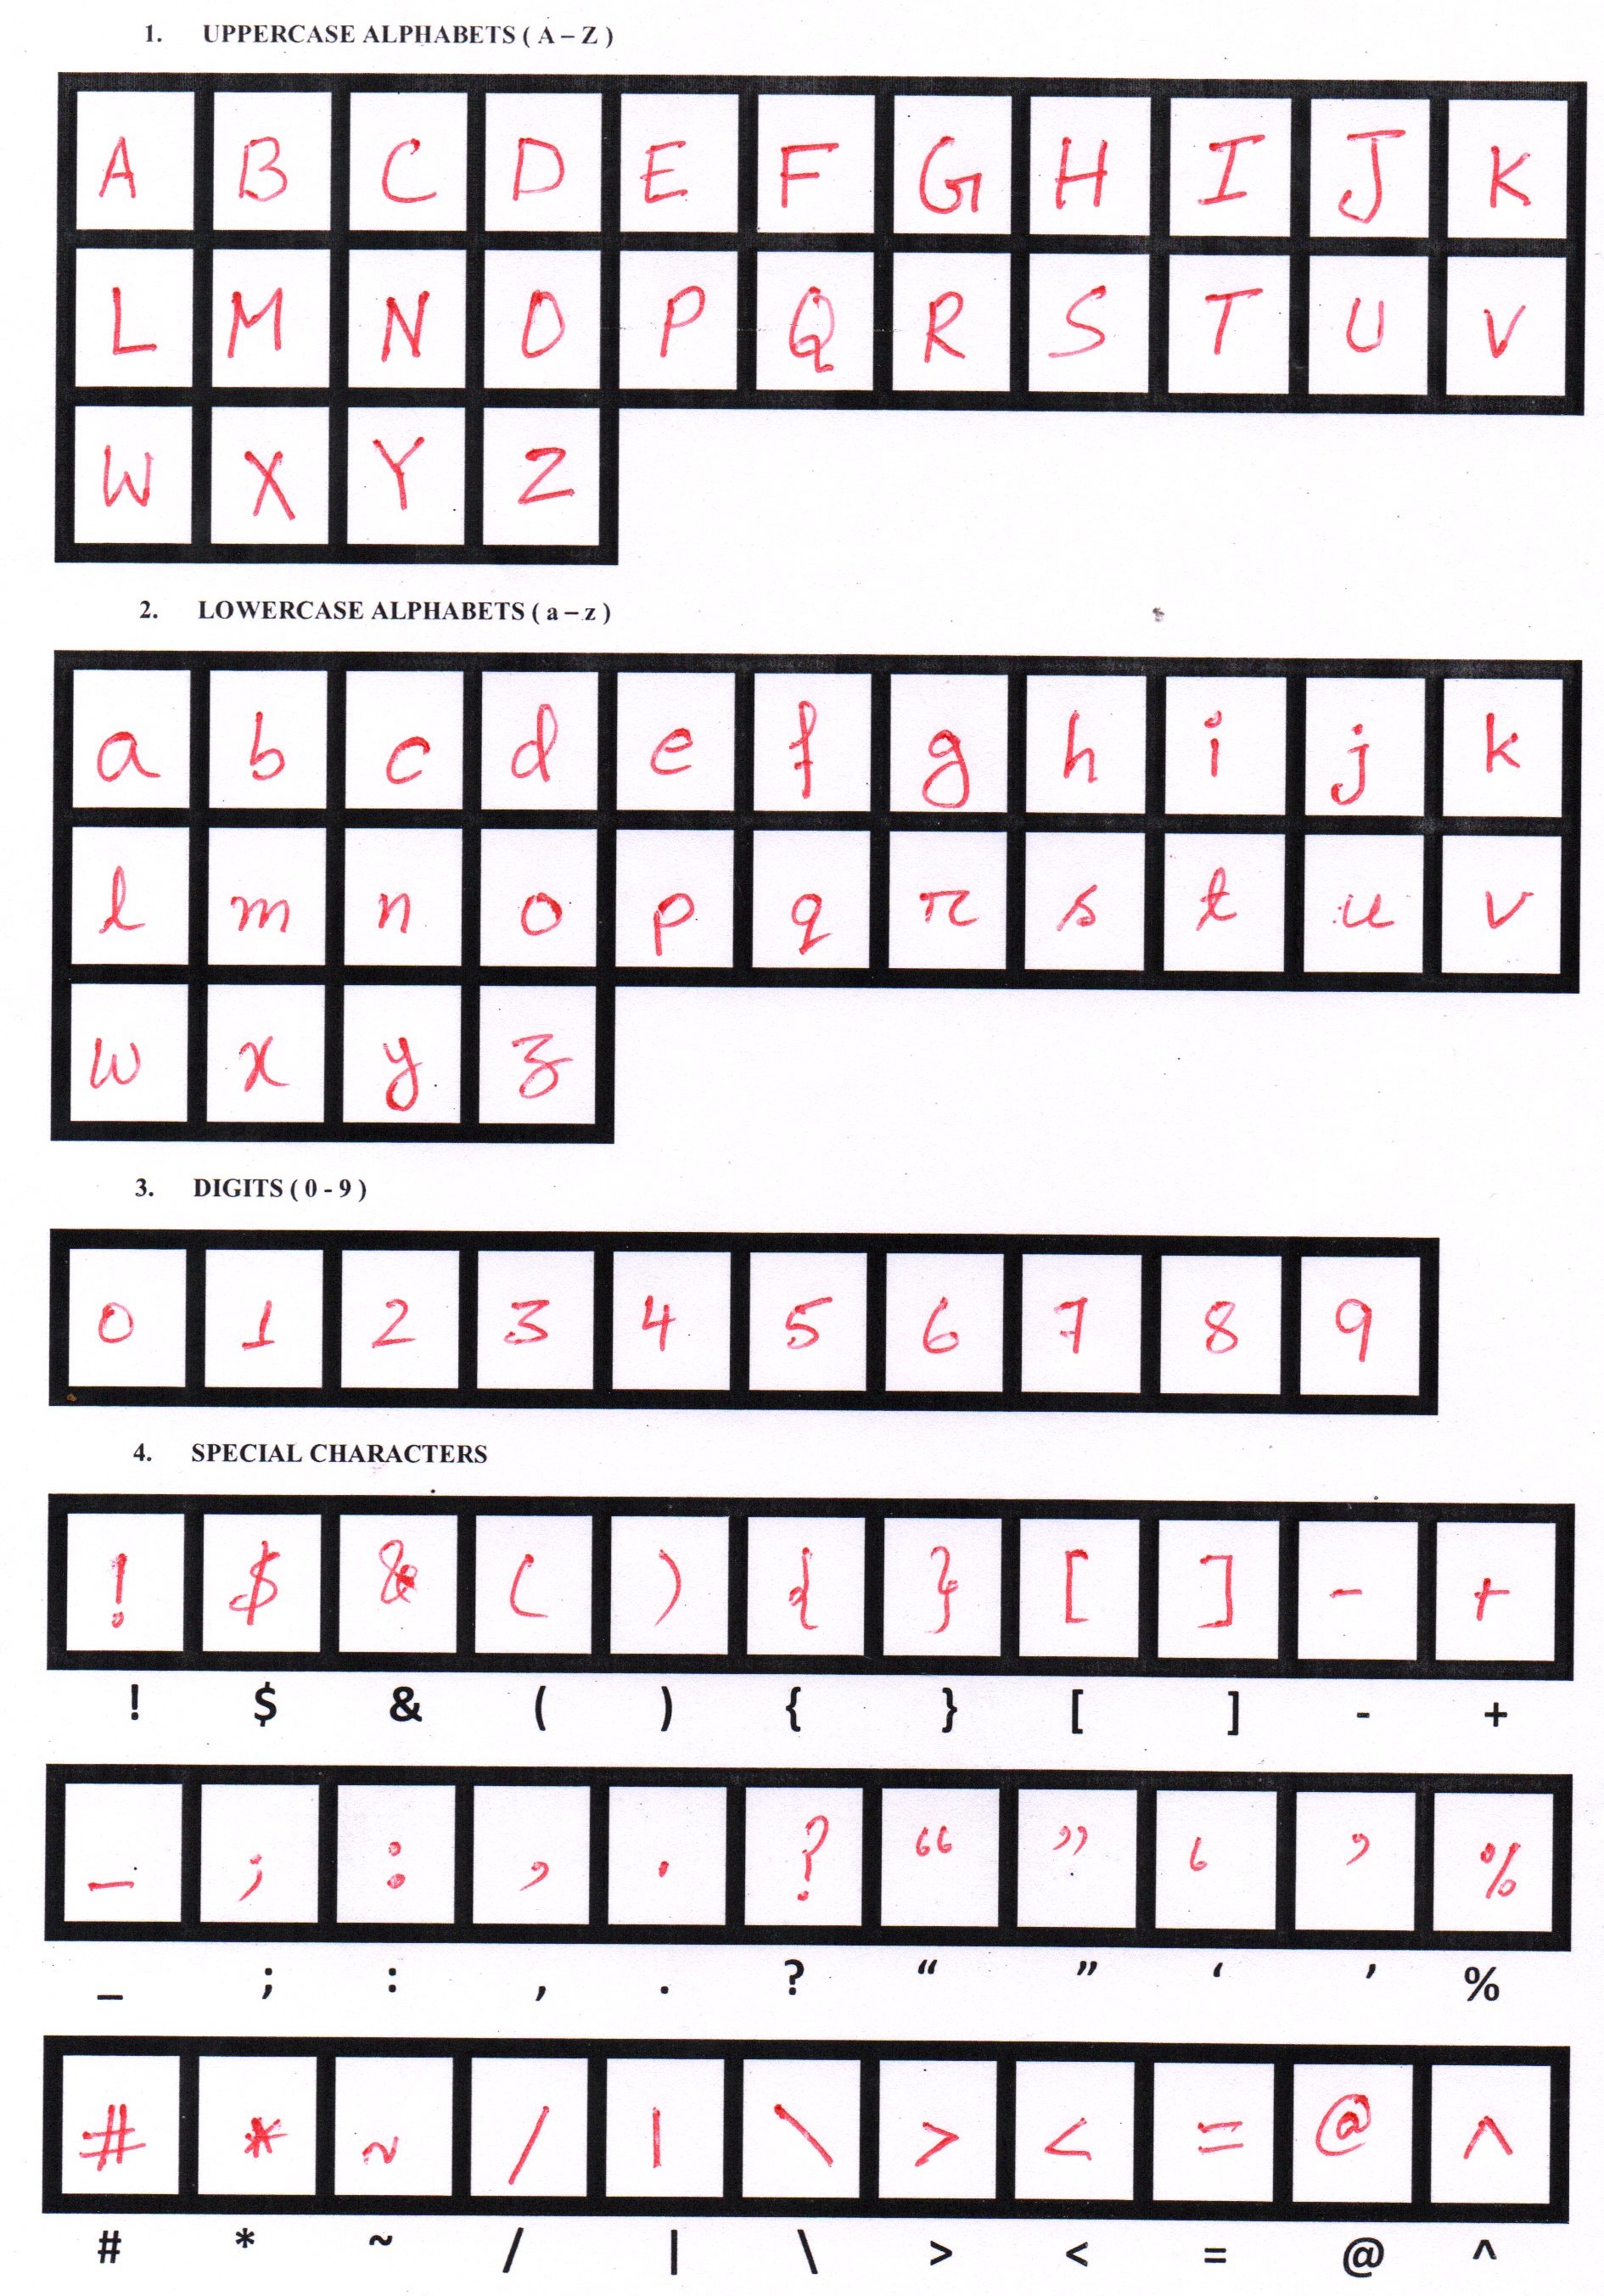 1. UPPERCASE ALPHABETS ( A – Z )
A B C D E F G H I J K
L M N O P Q R S T U V
W X Y Z
2. LOWERCASE ALPHABETS ( a – z )
a b c d e f g h i j k
l m n o p q r s t u v
w x y z
3. DIGITS ( 0 - 9 )
0 1 2 3 4 5 6 7 8 9
4. SPECIAL CHARACTERS
! $ & ( ) { } [ ] - +
! $ & ( ) { } [ ] - +
_ ; : , . ? “ ” ‘ ’ %
_ ; : , . ? “ ” ‘ ’ %
# * ~ / | \ > < = @ ^
# * ~ / | \ > < = @ ^